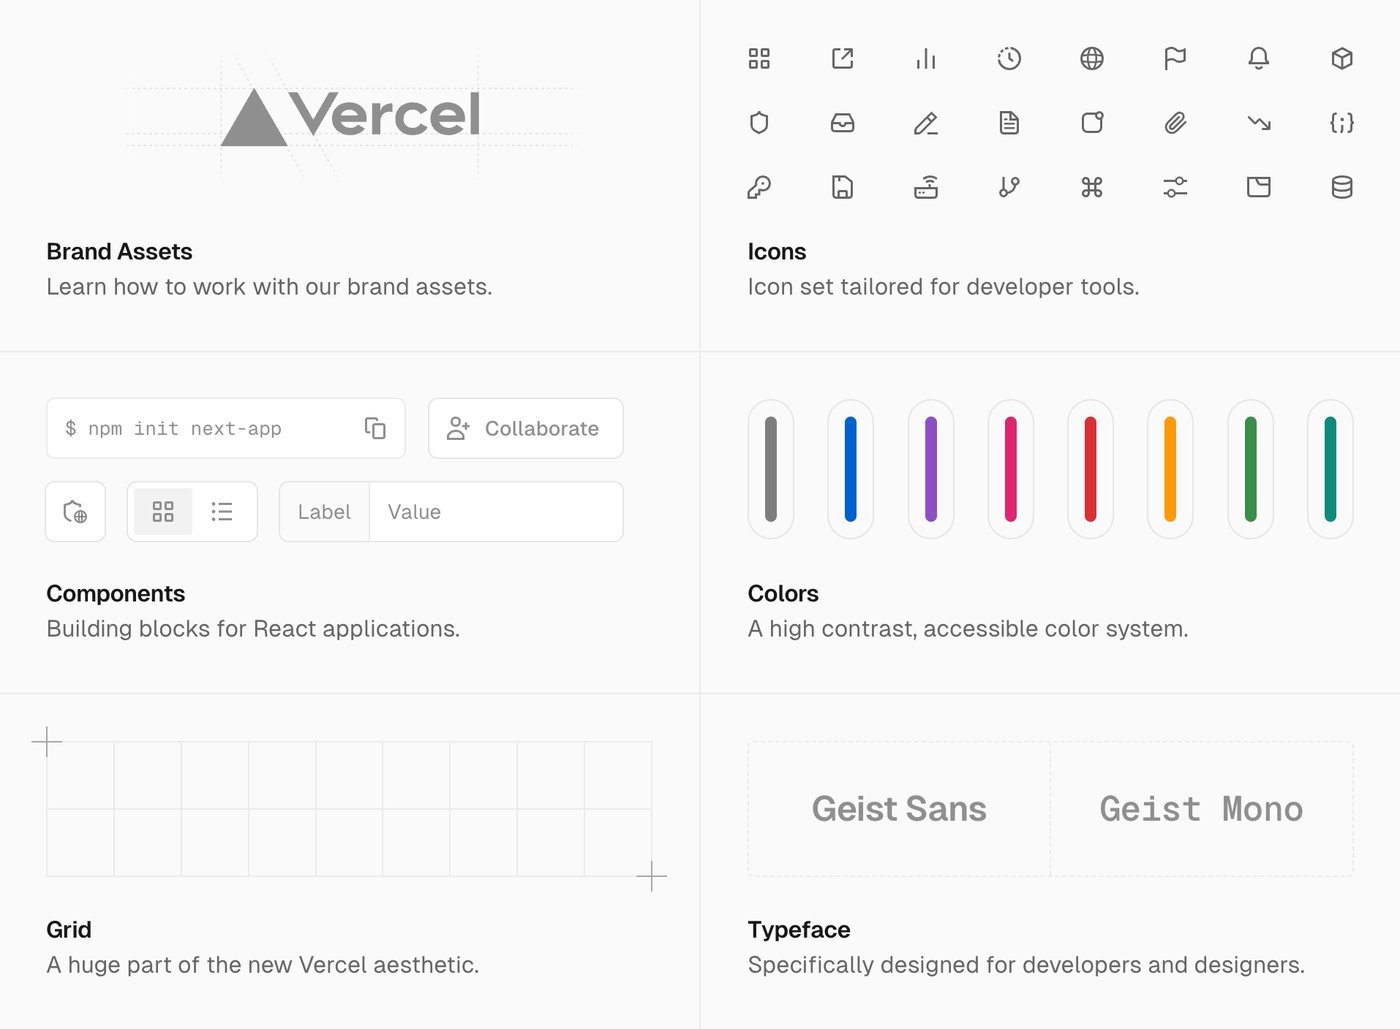 Vercel
Brand Assets
Learn how to work with our brand assets.
Icons
Icon set tailored for developer tools.
$ npm init next-app
Collaborate
Label
Value
Components
Building blocks for React applications.
Colors
A high contrast, accessible color system.
Grid
A huge part of the new Vercel aesthetic.
Geist Sans
Geist Mono
Typeface
Specifically designed for developers and designers.